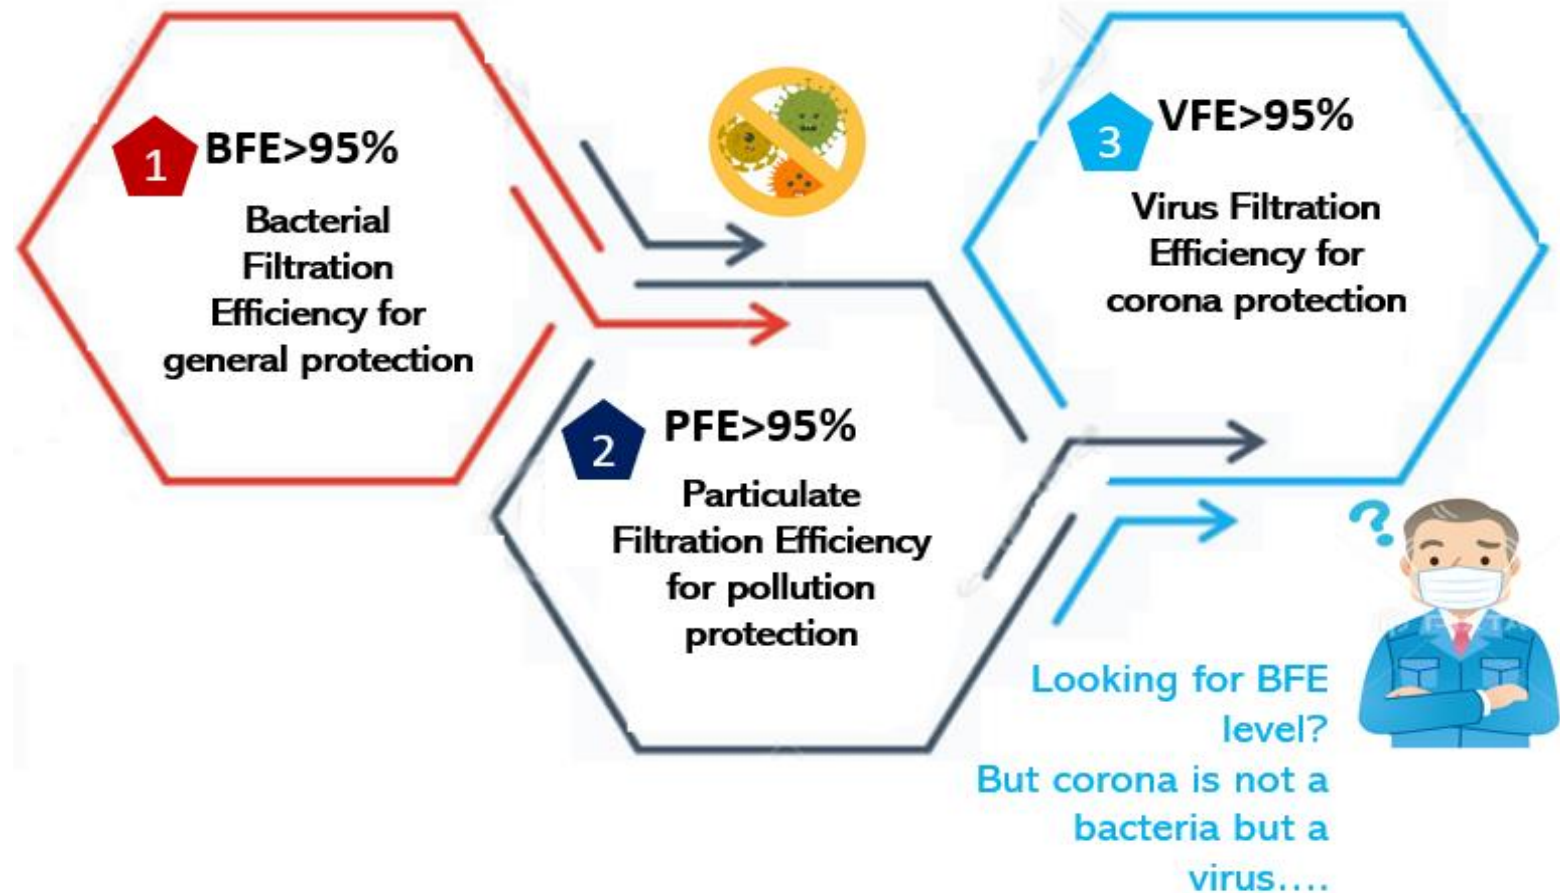 1
BFE>95%
Bacterial
Filtration
Efficiency for
general protection
2
PFE>95%
Particulate
Filtration Efficiency
for pollution
protection
3
VFE>95%
Virus Filtration
Efficiency for
corona protection
?
Looking for BFE
level?
But corona is not a
bacteria but a
virus....